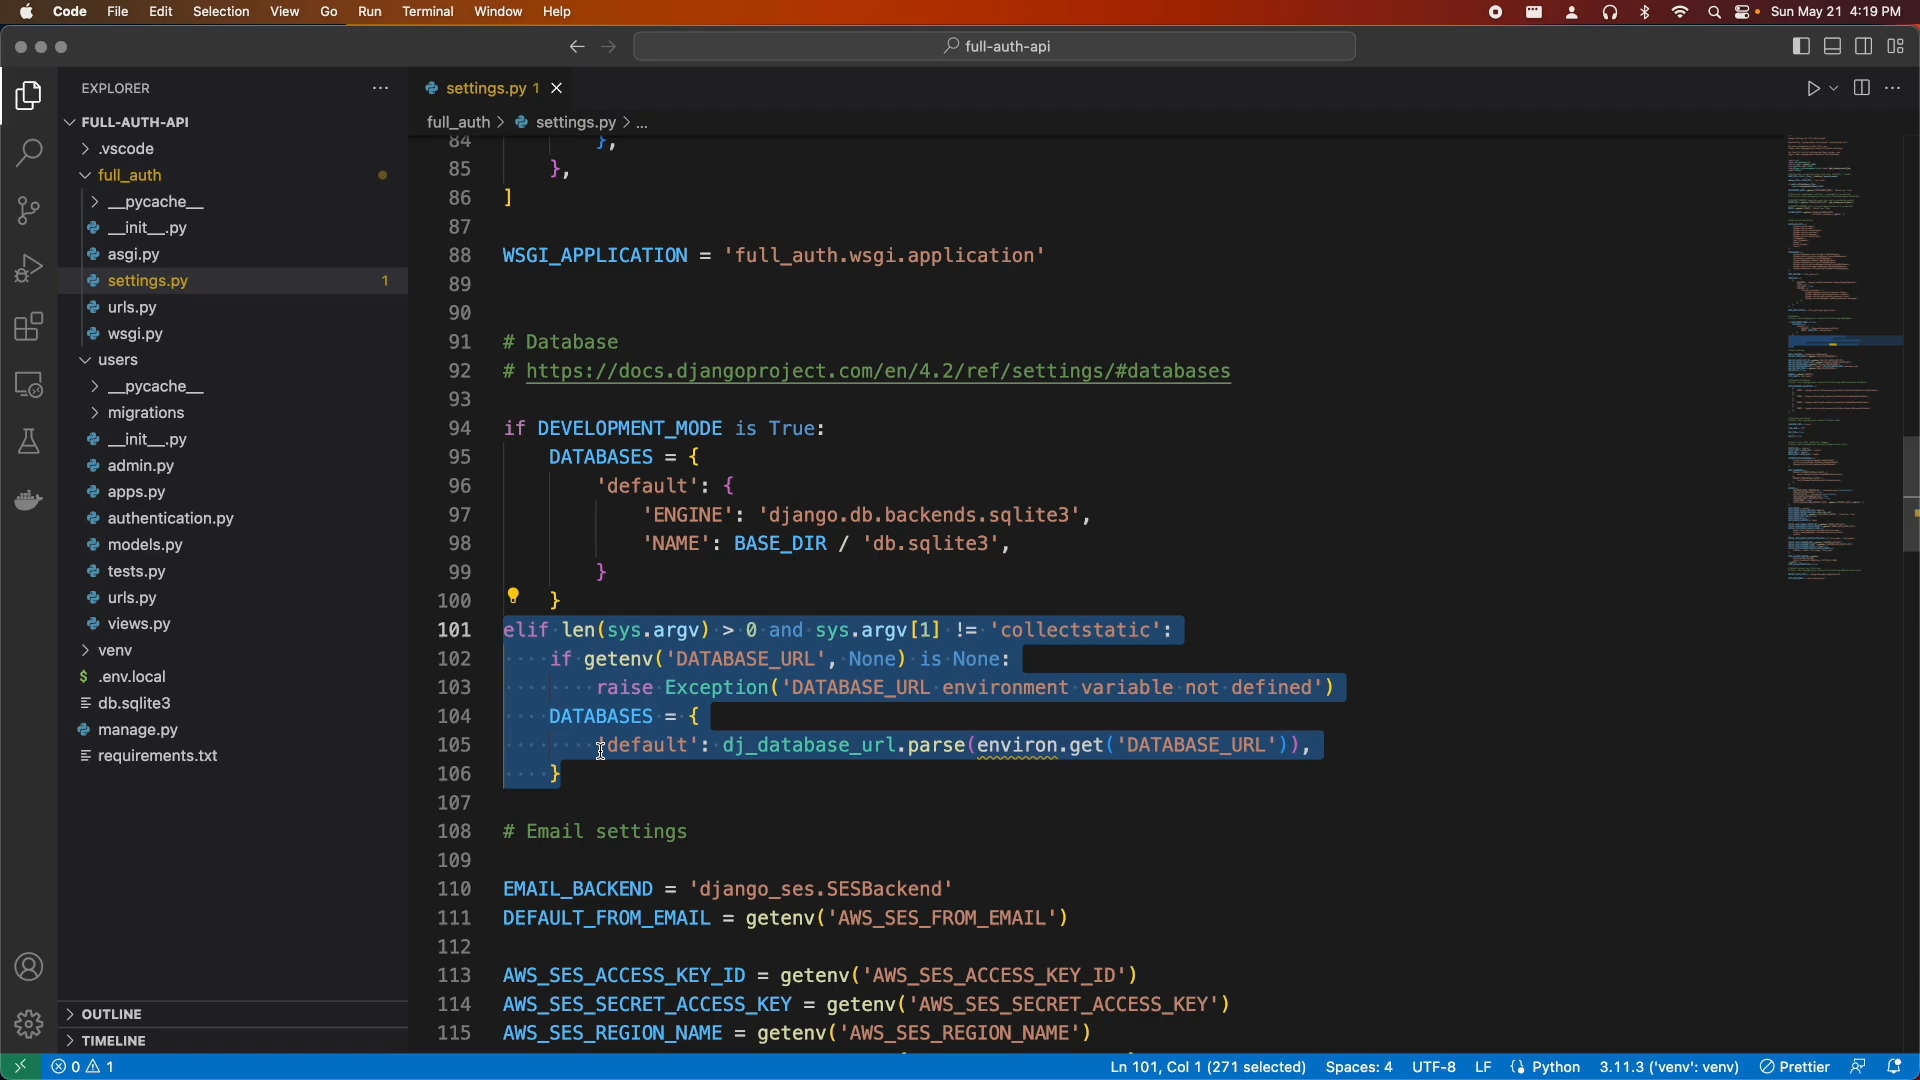 Code File Edit Selection View Go Run Terminal Window Help
Sun May 21 4:19 PM
full-auth-api
EXPLORER
settings.py 1
FULL-AUTH-API
full_auth > settings.py > ...
.vscode
full_auth
__pycache__
__init__.py
asgi.py
settings.py 1
urls.py
wsgi.py
users
__pycache__
migrations
__init__.py
admin.py
apps.py
authentication.py
models.py
tests.py
urls.py
views.py
venv
$ .env.local
db.sqlite3
manage.py
requirements.txt
OUTLINE
TIMELINE
84 },
85 },
86 ]
87
88 WSGI_APPLICATION = 'full_auth.wsgi.application'
89
90
91 # Database
92 # https://docs.djangoproject.com/en/4.2/ref/settings/#databases
93
94 if DEVELOPMENT_MODE is True:
95 DATABASES = {
96 'default': {
97 'ENGINE': 'django.db.backends.sqlite3',
98 'NAME': BASE_DIR / 'db.sqlite3',
99 }
100 }
101 elif len(sys.argv) > 0 and sys.argv[1] != 'collectstatic':
102 if getenv('DATABASE_URL', None) is None:
103 raise Exception('DATABASE_URL environment variable not defined')
104 DATABASES = {
105 'default': dj_database_url.parse(environ.get('DATABASE_URL')),
106 }
107
108 # Email settings
109
110 EMAIL_BACKEND = 'django_ses.SESBackend'
111 DEFAULT_FROM_EMAIL = getenv('AWS_SES_FROM_EMAIL')
112
113 AWS_SES_ACCESS_KEY_ID = getenv('AWS_SES_ACCESS_KEY_ID')
114 AWS_SES_SECRET_ACCESS_KEY = getenv('AWS_SES_SECRET_ACCESS_KEY')
115 AWS_SES_REGION_NAME = getenv('AWS_SES_REGION_NAME')
0 1
Ln 101, Col 1 (271 selected) Spaces: 4 UTF-8 LF Python 3.11.3 ('venv': venv) Prettier